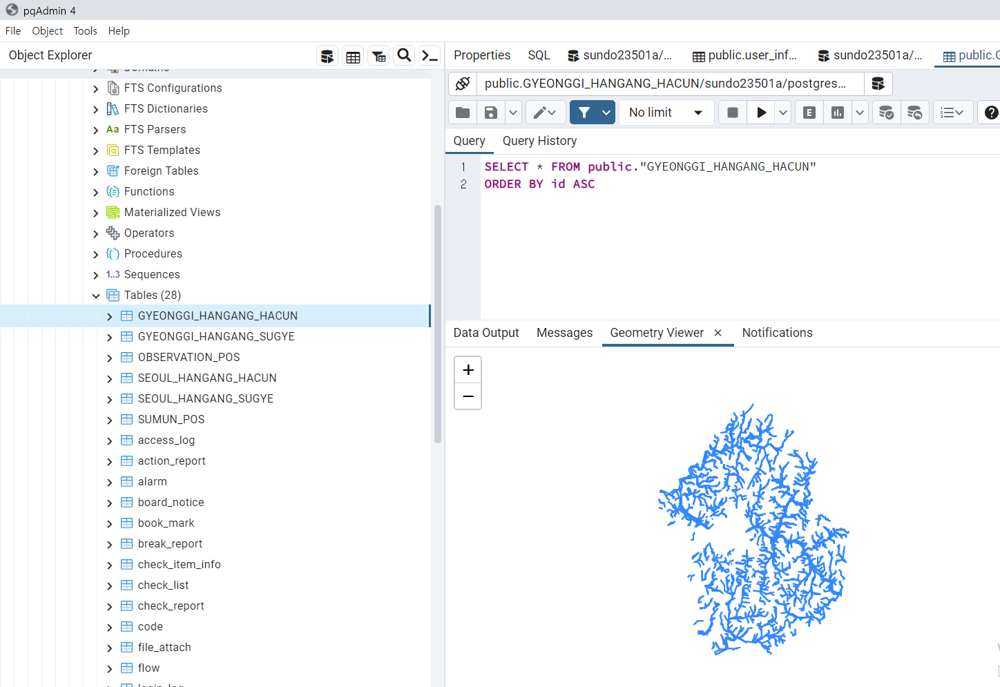 pgAdmin 4
File Object Tools Help
Object Explorer
Domains
FTS Configurations
FTS Dictionaries
Aa FTS Parsers
FTS Templates
Foreign Tables
Functions
Materialized Views
Operators
Procedures
1..3 Sequences
Tables (28)
GYEONGGI_HANGANG_HACUN
GYEONGGI_HANGANG_SUGYE
OBSERVATION_POS
SEOUL_HANGANG_HACUN
SEOUL_HANGANG_SUGYE
SUMUN_POS
access_log
action_report
alarm
board_notice
book_mark
break_report
check_item_info
check_list
check_report
code
file_attach
flow
login_log
Properties SQL sundo23501a/... public.user_inf... sundo23501a/... public.G
public.GYEONGGI_HANGANG_HACUN/sundo23501a/postgres...
No limit E ?
Query Query History
1 SELECT * FROM public."GYEONGGI_HANGANG_HACUN"
2 ORDER BY id ASC
Data Output Messages Geometry Viewer × Notifications
+
−